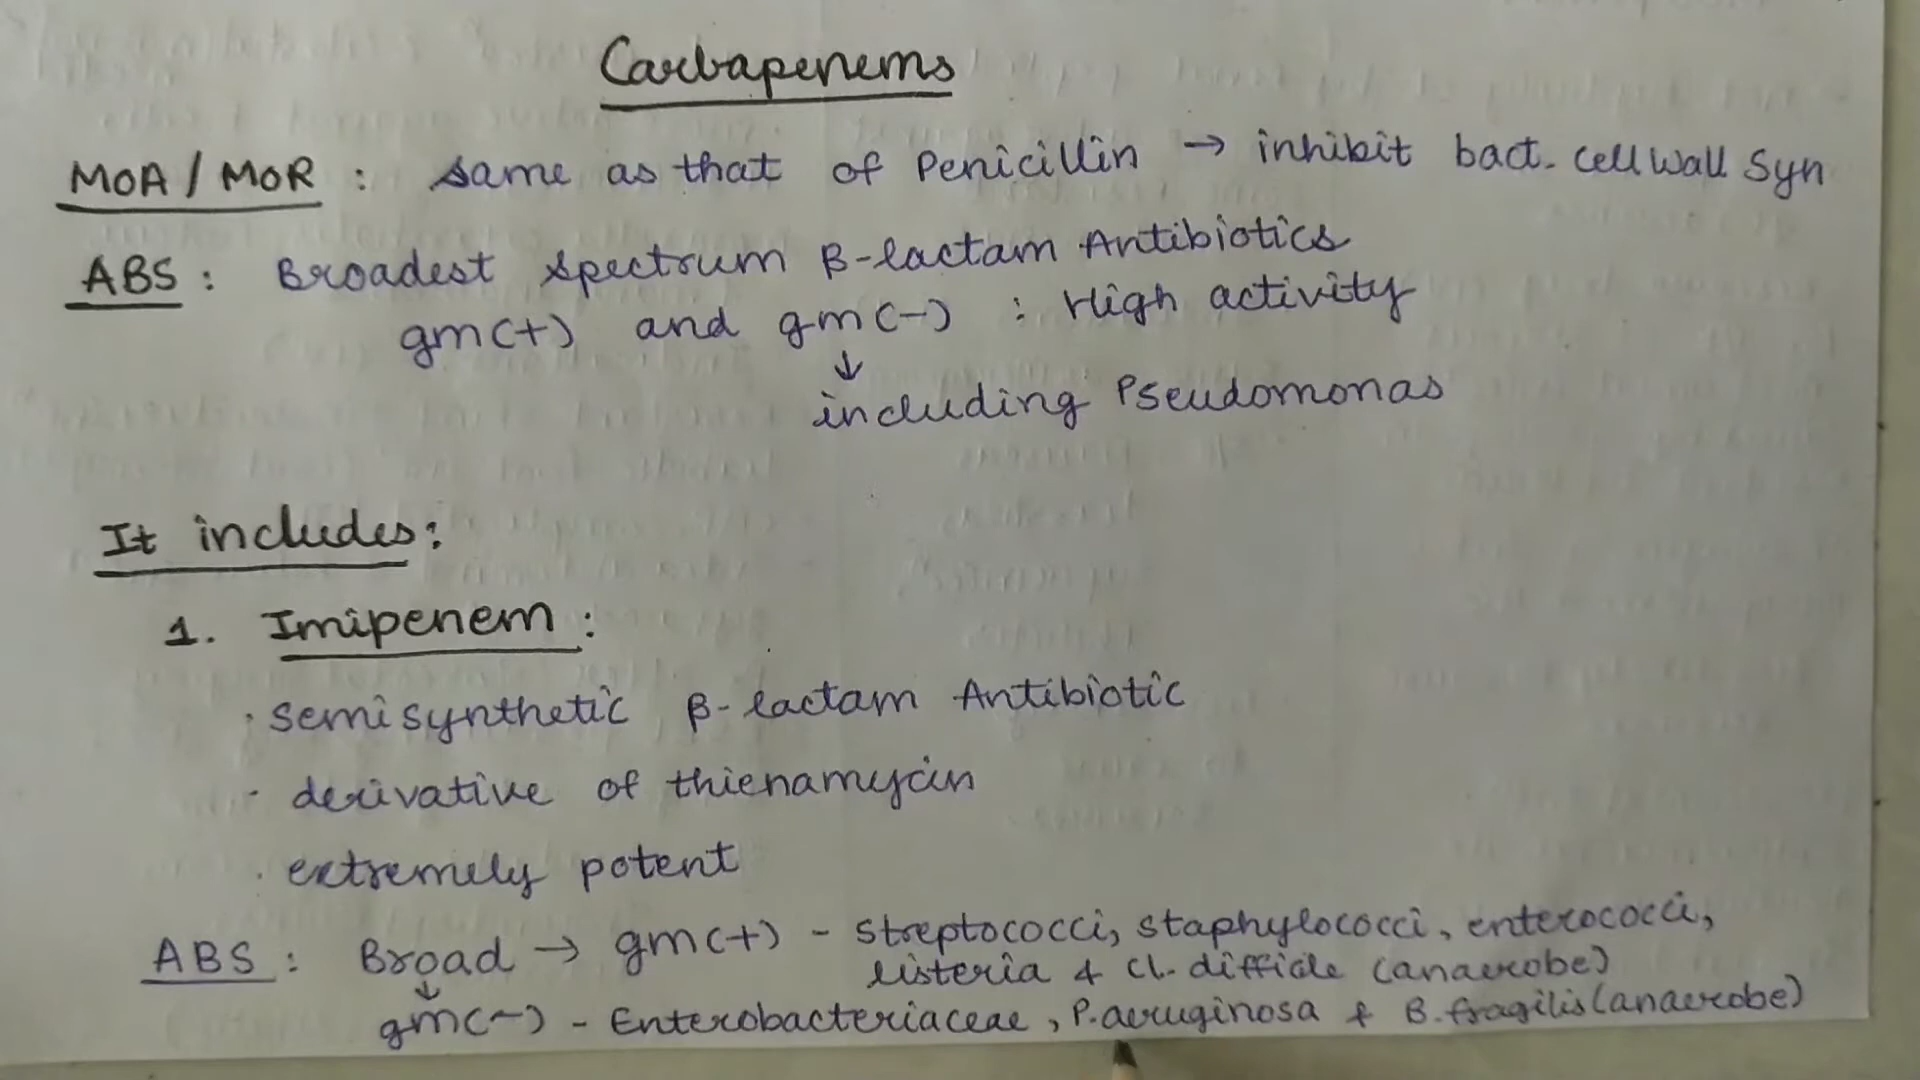 Carbapenems
MOA / MOR : same as that of Penicillin → inhibit bact. cell wall syn
ABS : Broadest spectrum β-lactam Antibiotics
gm(+) and gm(-) : High activity
↓
including Pseudomonas
It includes:
1. Imipenem :
· semisynthetic β-lactam Antibiotic
· derivative of thienamycin
· extremely potent
ABS : Broad → gm(+) - streptococci, staphylococci, enterococci,
listeria & Cl. difficle (anaerobe)
↓
gm(-) - Enterobacteriaceae, P. aeruginosa & B. fragilis (anaerobe)